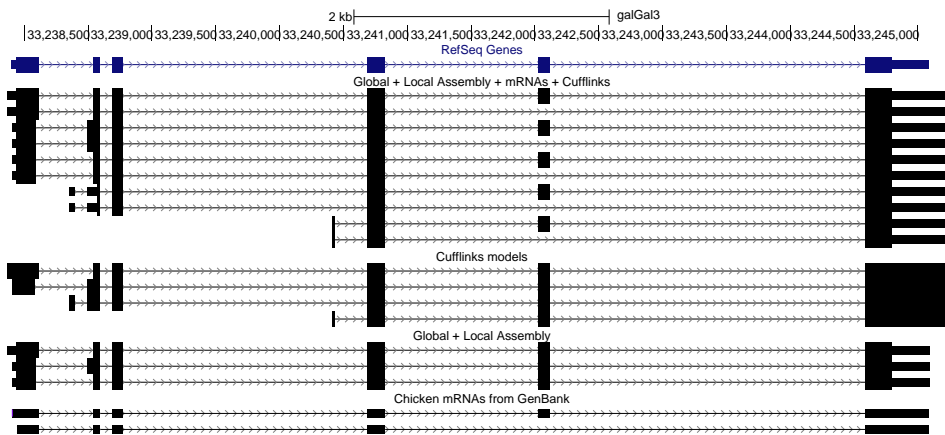 2 kb galGal3
33,238,500 33,239,000 33,239,500 33,240,000 33,240,500 33,241,000 33,241,500 33,242,000 33,242,500 33,243,000 33,243,500 33,244,000 33,244,500 33,245,000
RefSeq Genes
Global + Local Assembly + mRNAs + Cufflinks
Cufflinks models
Global + Local Assembly
Chicken mRNAs from GenBank